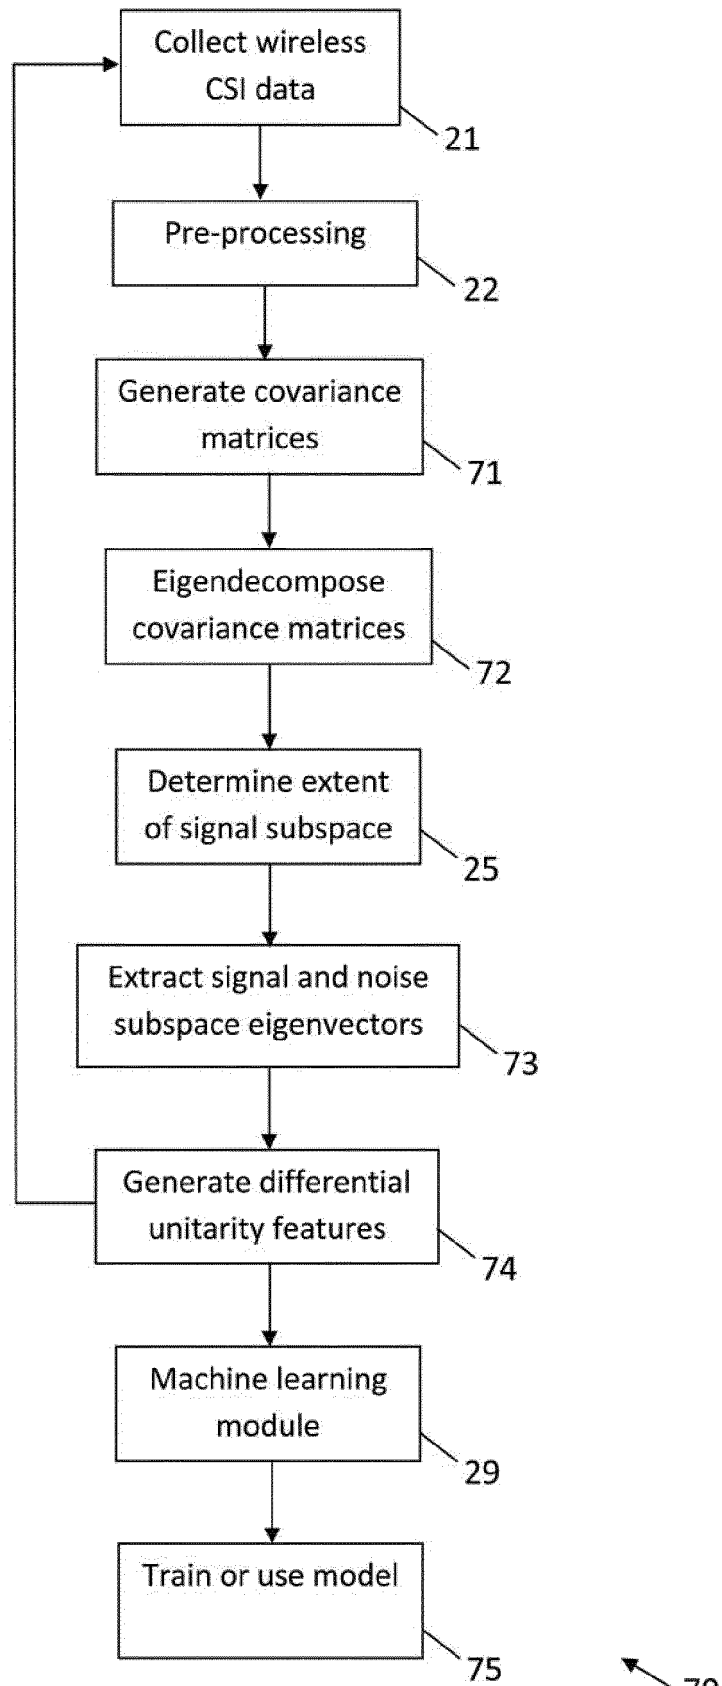 Collect wireless
CSI data
21
Pre-processing
22
Generate covariance
matrices
71
Eigendecompose
covariance matrices
72
Determine extent
of signal subspace
25
Extract signal and noise
subspace eigenvectors
73
Generate differential
unitarity features
74
Machine learning
module
29
Train or use model
75